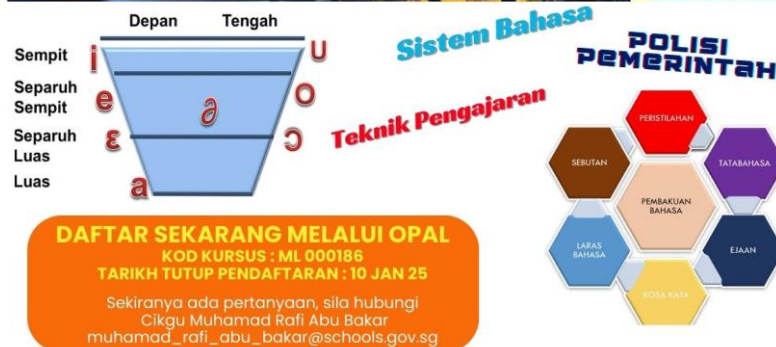 Depan Tengah
Sempit
Separuh
Sempit
Separuh
Luas
Luas
i
e
ɛ
a
ə
U
O
ɔ
Sistem Bahasa
Teknik Pengajaran
POLISI
PEMERINTAH
PERISTILAHAN
SEBUTAN
TATABAHASA
PEMBAKUAN
BAHASA
LARAS
BAHASA
EJAAN
KOSA KATA
DAFTAR SEKARANG MELALUI OPAL
KOD KURSUS : ML 000186
TARIKH TUTUP PENDAFTARAN : 10 JAN 25
Sekiranya ada pertanyaan, sila hubungi
Cikgu Muhamad Rafi Abu Bakar
muhamad_rafi_abu_bakar@schools.gov.sg